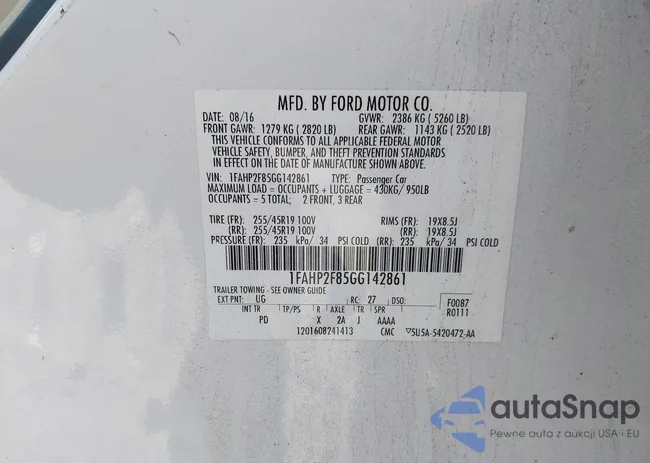 MFD. BY FORD MOTOR CO.
DATE: 08/16 GVWR: 2386 KG ( 5260 LB)
FRONT GAWR: 1279 KG ( 2820 LB) REAR GAWR: 1143 KG ( 2520 LB)
THIS VEHICLE CONFORMS TO ALL APPLICABLE FEDERAL MOTOR
VEHICLE SAFETY, BUMPER, AND THEFT PREVENTION STANDARDS
IN EFFECT ON THE DATE OF MANUFACTURE SHOWN ABOVE.
VIN: 1FAHP2F85GG142861 TYPE: Passenger Car
MAXIMUM LOAD = OCCUPANTS + LUGGAGE = 430KG/ 950LB
OCCUPANTS = 5 TOTAL; 2 FRONT, 3 REAR
TIRE (FR): 255/45R19 100V RIMS (FR): 19X8.5J
(RR): 255/45R19 100V (RR): 19X8.5J
PRESSURE (FR): 235 kPa/ 34 PSI COLD (RR): 235 kPa/ 34 PSI COLD
1FAHP2F85GG142861
TRAILER TOWING - SEE OWNER GUIDE
EXT PNT: UG RC: 27 DSO: F0087
INT TR TP/PS R AXLE TR SPR R0111
PD X 2A J AAAA
1201608241413 CMC 5U5A-5420472-AA
autaSnap
Pewne auta z aukcji USA i EU